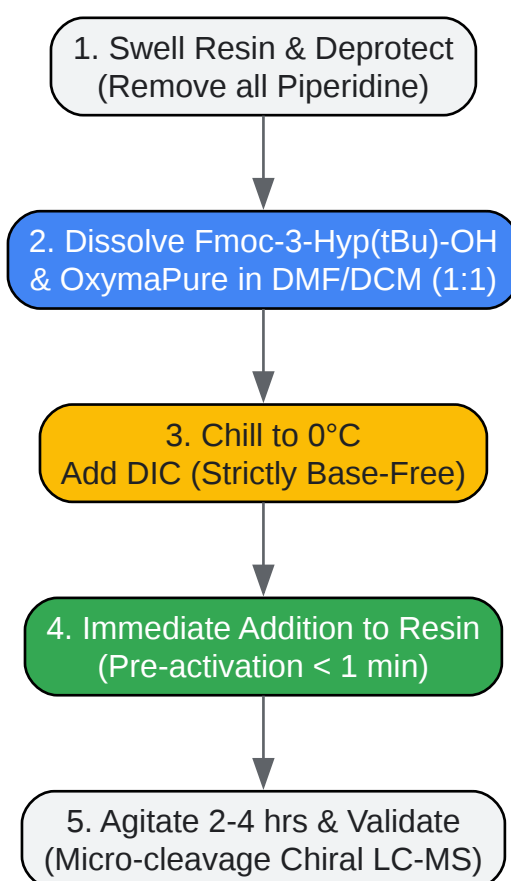 1. Swell Resin & Deprotect
(Remove all Piperidine)
2. Dissolve Fmoc-3-Hyp(tBu)-OH
& OxymaPure in DMF/DCM (1:1)
3. Chill to 0°C
Add DIC (Strictly Base-Free)
4. Immediate Addition to Resin
(Pre-activation < 1 min)
5. Agitate 2-4 hrs & Validate
(Micro-cleavage Chiral LC-MS)